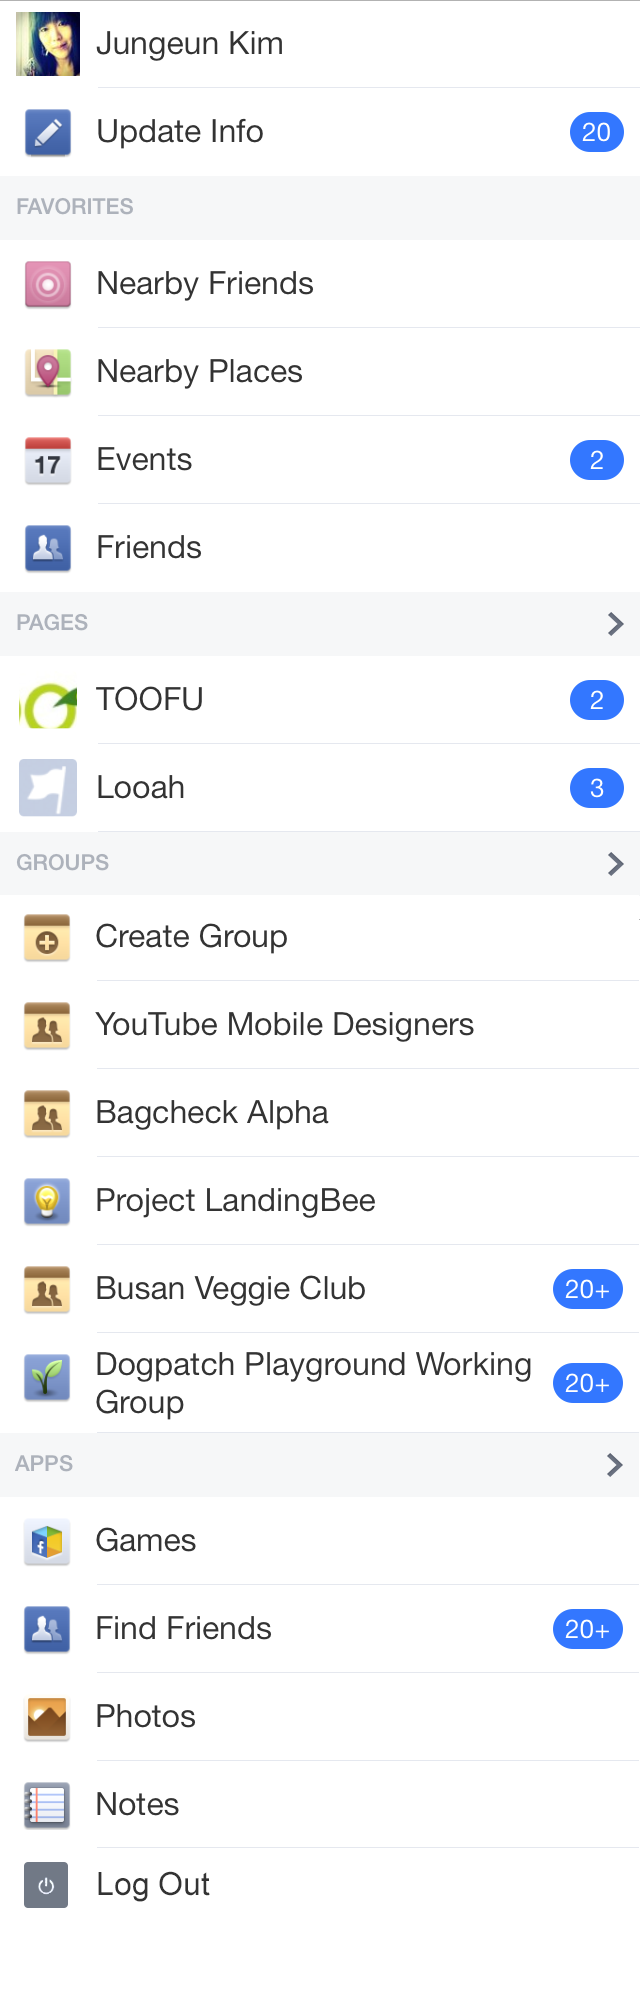 Jungeun Kim
Update Info 20
FAVORITES
Nearby Friends
Nearby Places
17 Events 2
Friends
PAGES
TOOFU 2
Looah 3
GROUPS
Create Group
YouTube Mobile Designers
Bagcheck Alpha
Project LandingBee
Busan Veggie Club 20+
Dogpatch Playground Working 20+
Group
APPS
f Games
Find Friends 20+
Photos
Notes
Log Out